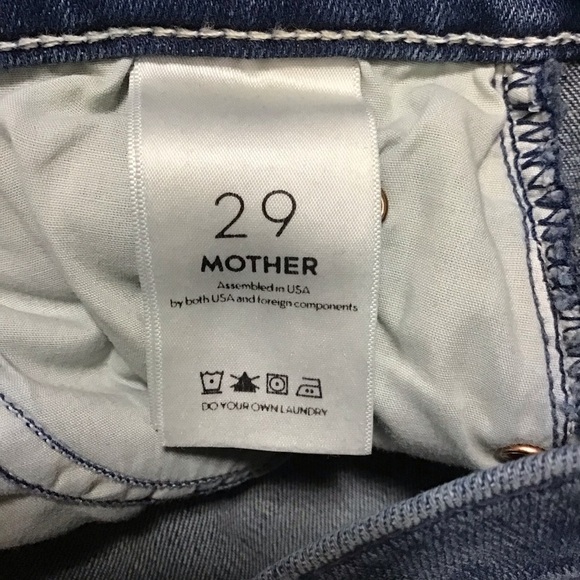 29
MOTHER
Assembled in USA
by both USA and foreign components
DO YOUR OWN LAUNDRY